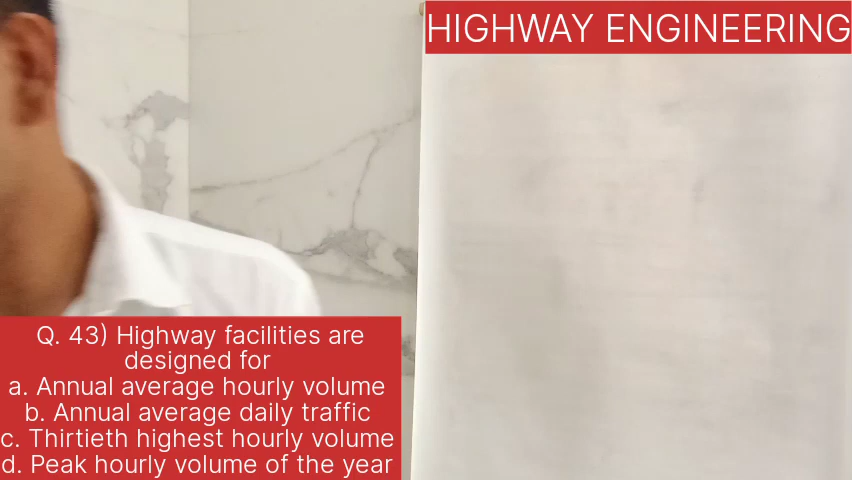 HIGHWAY ENGINEERING
Q. 43) Highway facilities are
designed for
a. Annual average hourly volume
b. Annual average daily traffic
c. Thirtieth highest hourly volume
d. Peak hourly volume of the year